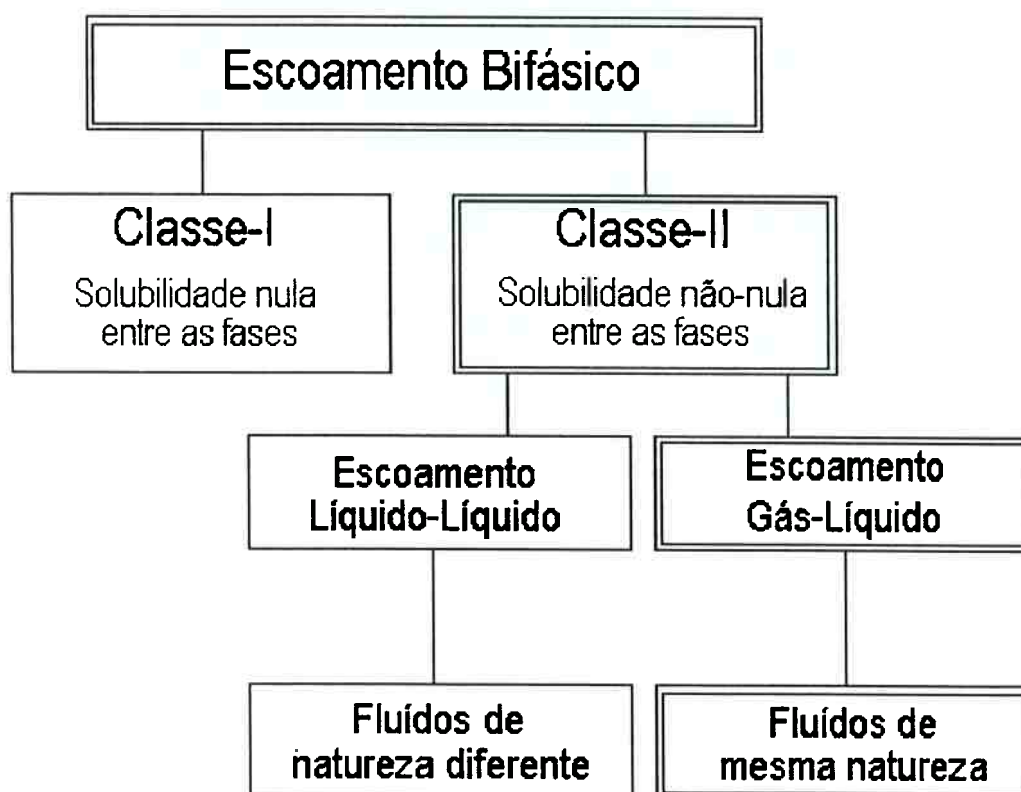 Escoamento Bifásico
Classe-I
Solubilidade nula
entre as fases
Classe-II
Solubilidade não-nula
entre as fases
Escoamento
Líquido-Líquido
Escoamento
Gás-Líquido
Fluídos de
natureza diferente
Fluídos de
mesma natureza